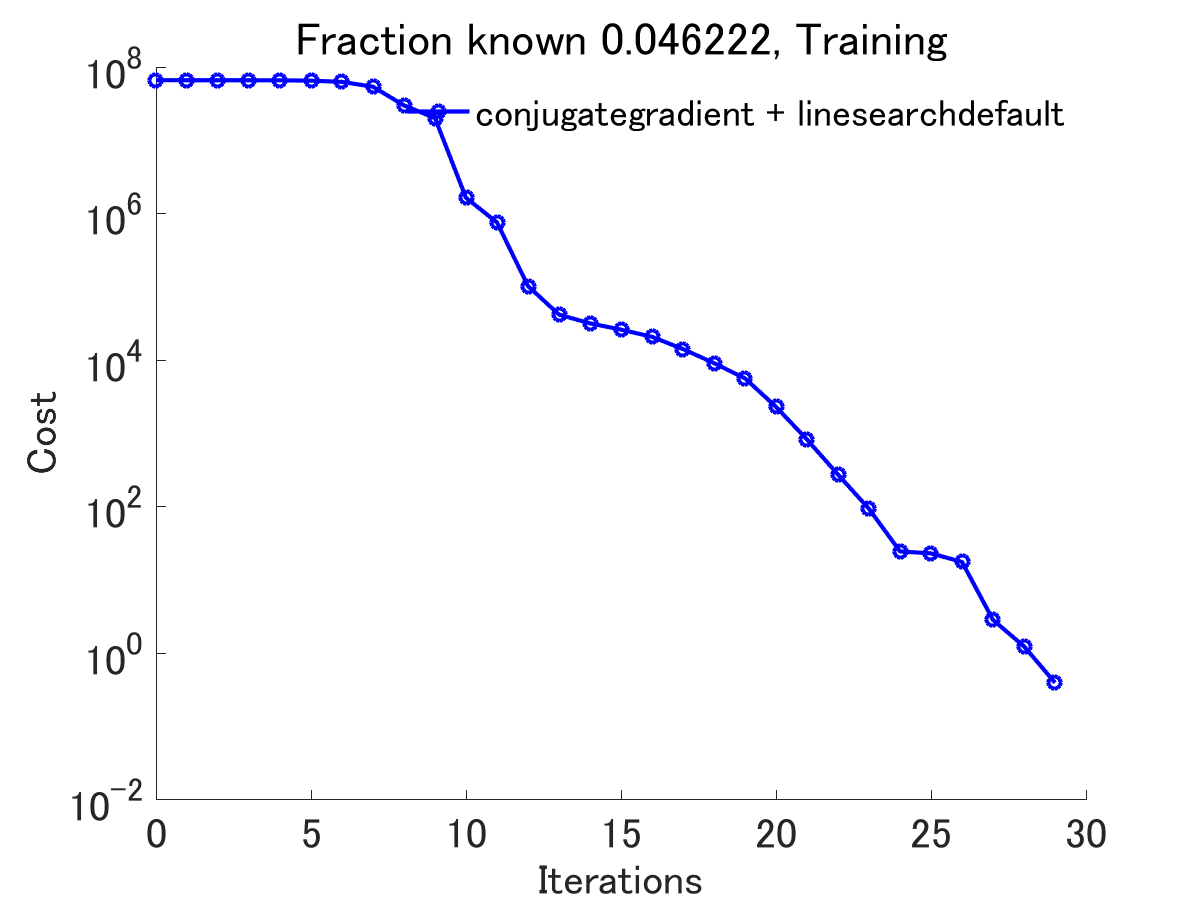 Fraction known 0.046222, Training
conjugategradient + linesearchdefault
Cost
10^8
10^6
10^4
10^2
10^0
10^-2
0 5 10 15 20 25 30
Iterations